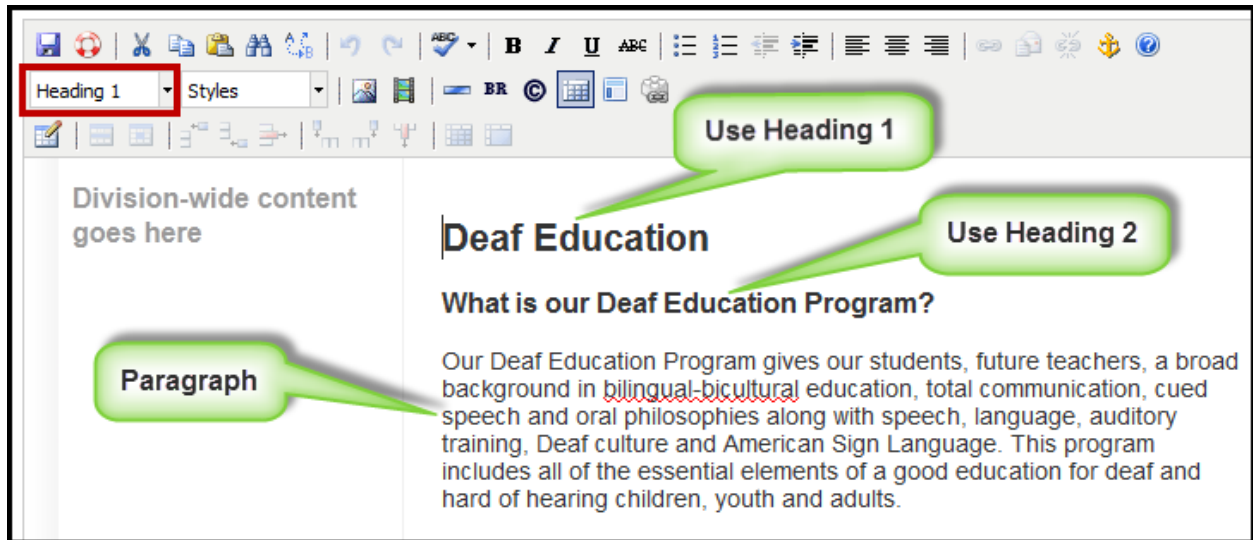 ABC B I U ABC
Heading 1 Styles BR ©
Use Heading 1
Division-wide content
goes here
Deaf Education
Use Heading 2
What is our Deaf Education Program?
Paragraph
Our Deaf Education Program gives our students, future teachers, a broad
background in bilingual-bicultural education, total communication, cued
speech and oral philosophies along with speech, language, auditory
training, Deaf culture and American Sign Language. This program
includes all of the essential elements of a good education for deaf and
hard of hearing children, youth and adults.